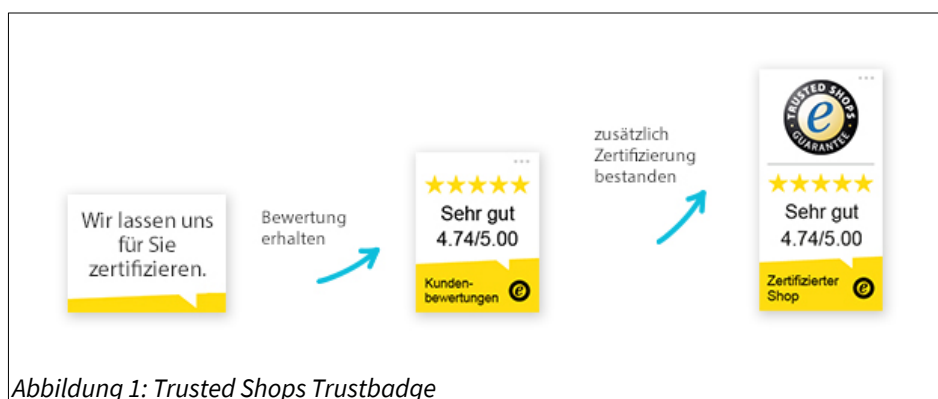 Wir lassen uns
für Sie
zertifizieren.
Bewertung
erhalten
Sehr gut
4.74/5.00
Kunden-
bewertungen
e
zusätzlich
Zertifizierung
bestanden
TRUSTED SHOPS
e
GUARANTEE
Sehr gut
4.74/5.00
Zertifizierter
Shop
e
Abbildung 1: Trusted Shops Trustbadge